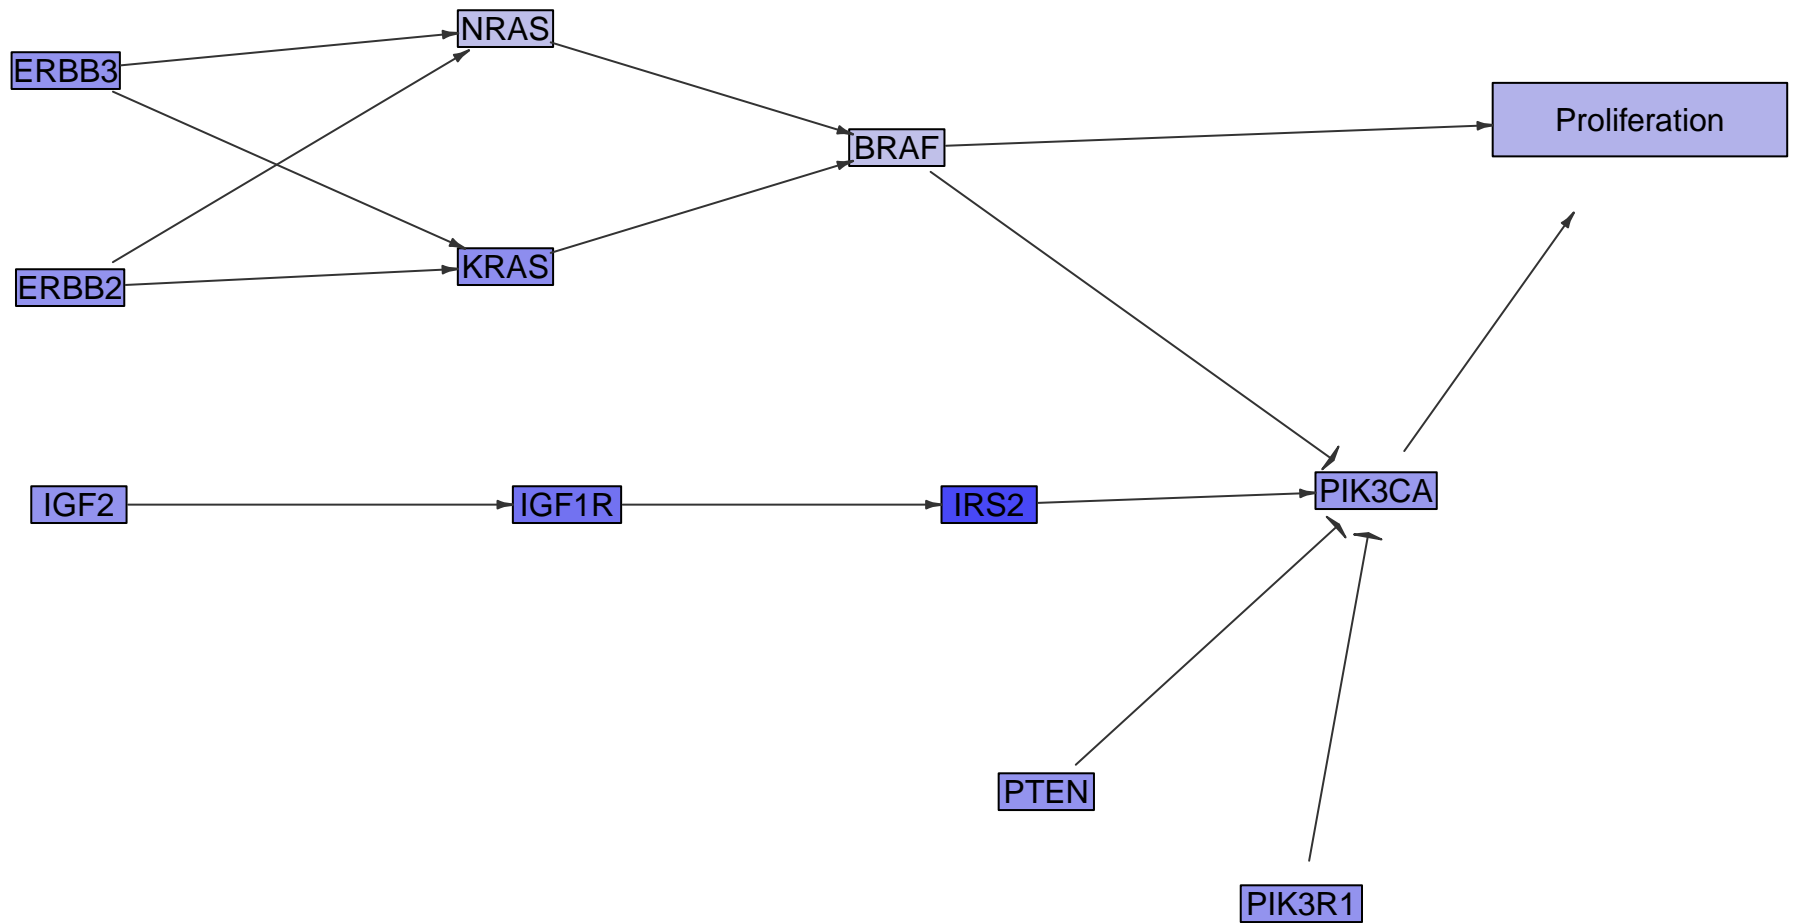 NRAS
ERBB3
Proliferation
BRAF
KRAS
ERBB2
IGF2
IGF1R
IRS2
PIK3CA
PTEN
PIK3R1